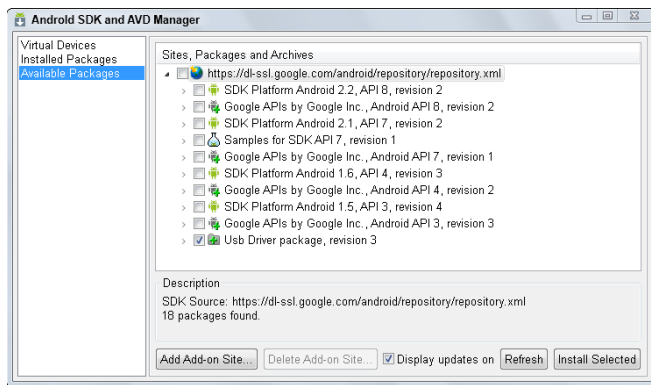 Android SDK and AVD Manager
Virtual Devices
Installed Packages
Available Packages
Sites, Packages and Archives
https://dl-ssl.google.com/android/repository/repository.xml
SDK Platform Android 2.2, API 8, revision 2
Google APIs by Google Inc., Android API 8, revision 2
SDK Platform Android 2.1, API 7, revision 2
Samples for SDK API 7, revision 1
Google APIs by Google Inc., Android API 7, revision 1
SDK Platform Android 1.6, API 4, revision 3
Google APIs by Google Inc., Android API 4, revision 2
SDK Platform Android 1.5, API 3, revision 4
Google APIs by Google Inc., Android API 3, revision 3
Usb Driver package, revision 3
Description
SDK Source: https://dl-ssl.google.com/android/repository/repository.xml
18 packages found.
Add Add-on Site... Delete Add-on Site... Display updates on Refresh Install Selected